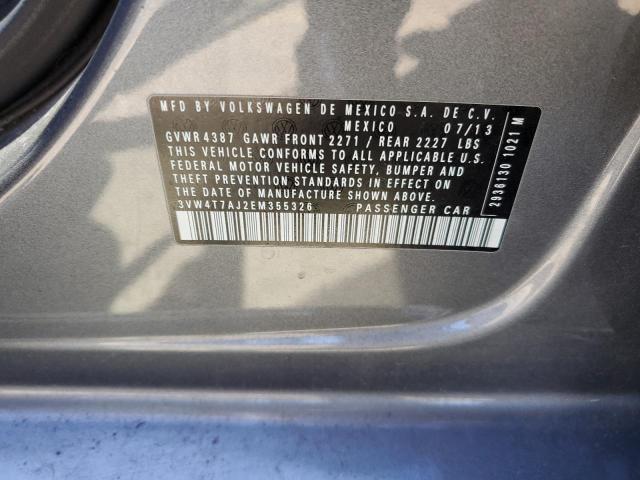 MFD BY VOLKSWAGEN DE MEXICO S.A. DE C.V.
MEXICO 07/13
GVWR 4387 GAWR FRONT 2271 / REAR 2227 LBS
THIS VEHICLE CONFORMS TO ALL APPLICABLE U.S.
FEDERAL MOTOR VEHICLE SAFETY, BUMPER AND
THEFT PREVENTION STANDARDS IN EFFECT ON
THE DATE OF MANUFACTURE SHOWN ABOVE.
3VW4T7AJ2EM355326 PASSENGER CAR
2936130 1021 M